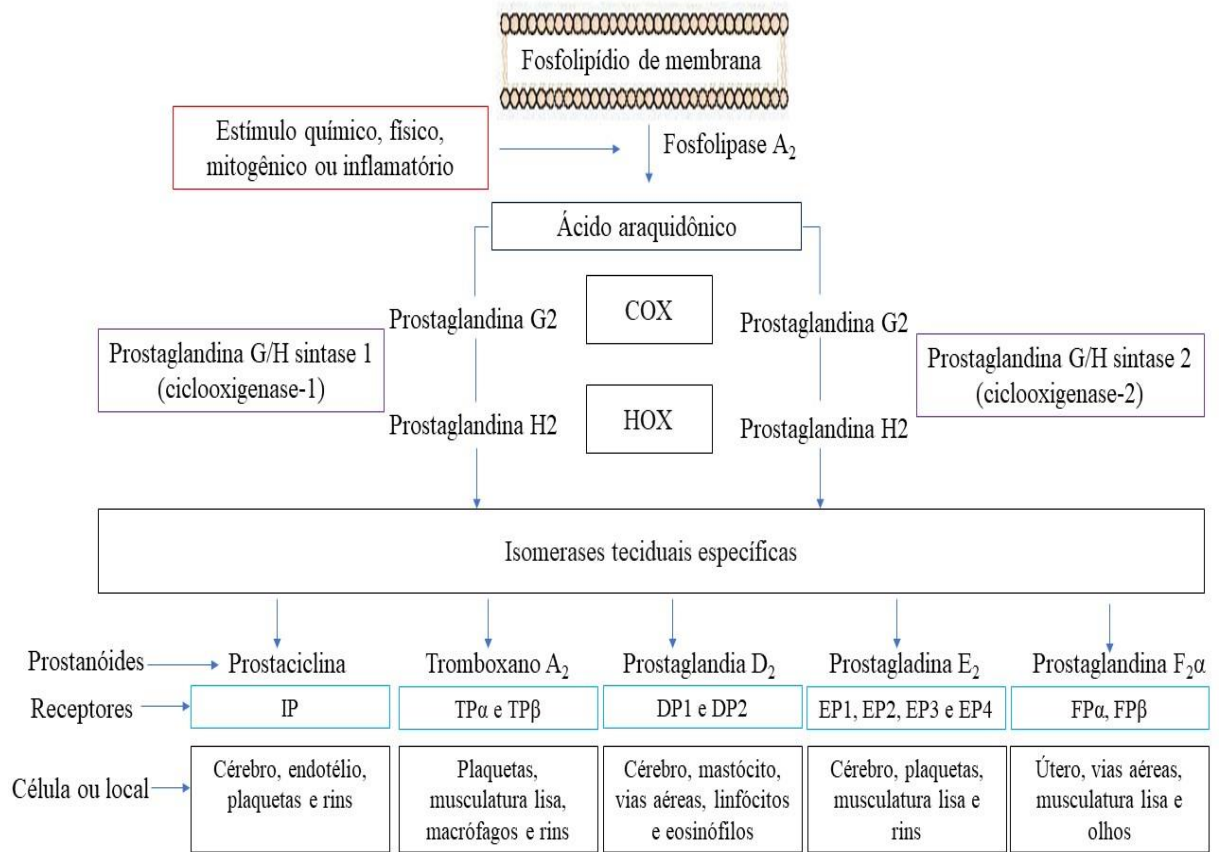 Fosfolipídio de membrana
Estímulo químico, físico,
mitogênico ou inflamatório
Fosfolipase A₂
Ácido araquidônico
Prostaglandina G2
COX
Prostaglandina G2
Prostaglandina G/H sintase 1
(ciclooxigenase-1)
Prostaglandina G/H sintase 2
(ciclooxigenase-2)
Prostaglandina H2
HOX
Prostaglandina H2
Isomerases teciduais específicas
Prostanóides
Prostaciclina
Tromboxano A₂
Prostaglandia D₂
Prostagladina E₂
Prostaglandina F₂α
Receptores
IP
TPα e TPβ
DP1 e DP2
EP1, EP2, EP3 e EP4
FPα, FPβ
Célula ou local
Cérebro, endotélio,
plaquetas e rins
Plaquetas,
musculatura lisa,
macrófagos e rins
Cérebro, mastócito,
vias aéreas, linfócitos
e eosinófilos
Cérebro, plaquetas,
musculatura lisa e
rins
Útero, vias aéreas,
musculatura lisa e
olhos